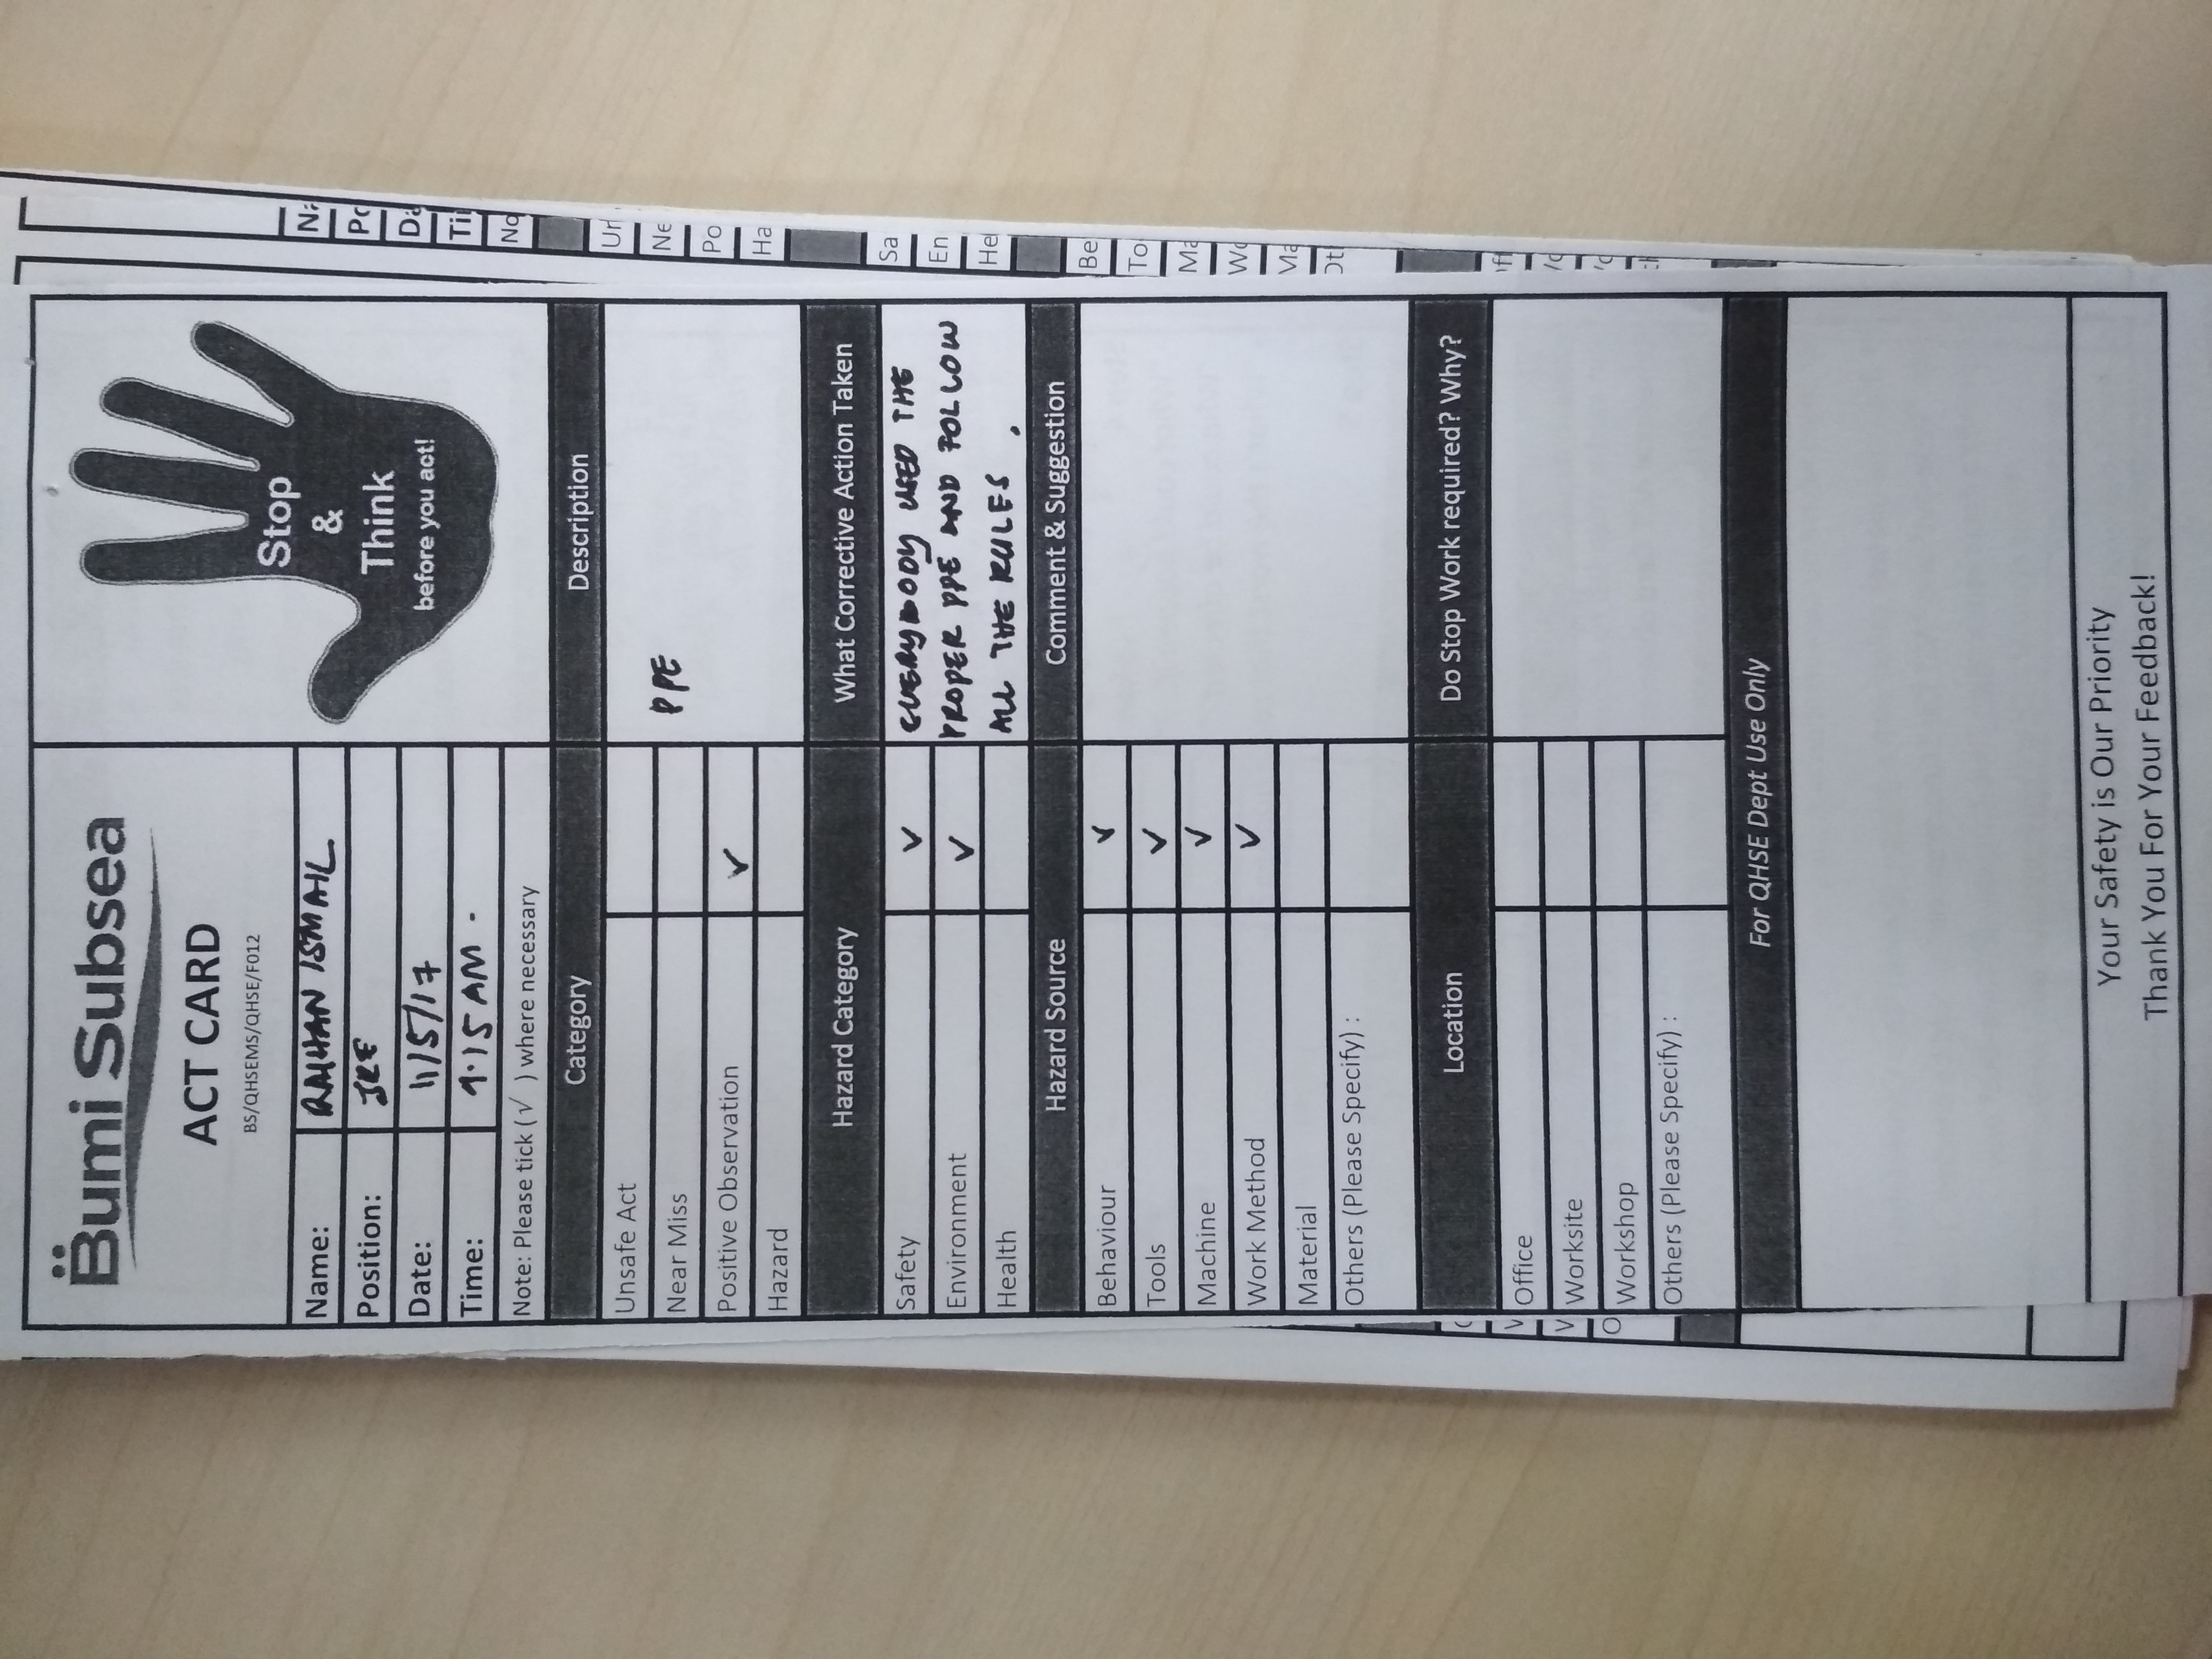 Bumi Subsea
ACT CARD
BS/QHSEMS/QHSE/F012
Stop
&
Think
before you act!
Name: RAIHAN ISMAIL
Position: JRE
Date: 1/5/17
Time: 9.15 AM.
Note: Please tick ( √ ) where necessary
Category Description
Unsafe Act
Near Miss PPE
Positive Observation ✓
Hazard
Hazard Category What Corrective Action Taken
Safety ✓ EVERYBODY USED THE
Environment ✓ PROPER PPE AND FOLLOW
Health ALL THE RULES.
Hazard Source Comment & Suggestion
Behaviour ✓
Tools ✓
Machine ✓
Work Method ✓
Material
Others (Please Specify) :
Location Do Stop Work required? Why?
Office
Worksite
Workshop
Others (Please Specify) :
For QHSE Dept Use Only
Your Safety is Our Priority
Thank You For Your Feedback!